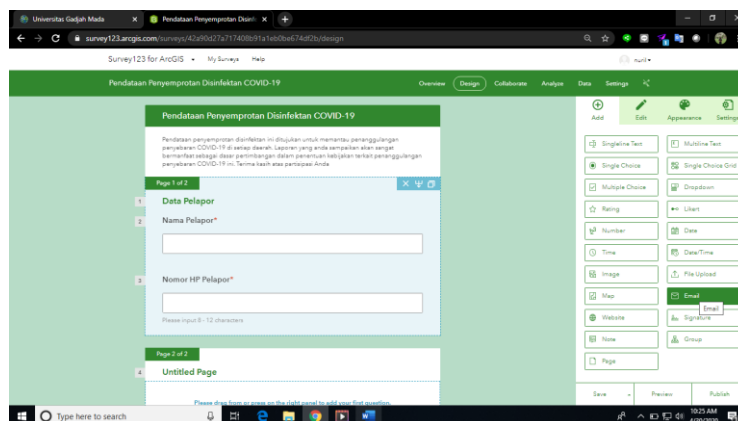 Universitas Gadjah Mada
Pendataan Penyemprotan Disinfe
survey123.arcgis.com/surveys/42a90d27a717408b91a1eb0be674df2b/design
Survey123 for ArcGIS
My Surveys
Help
nuril
Pendataan Penyemprotan Disinfektan COVID-19
Overview
Design
Collaborate
Analyze
Data
Settings
Pendataan Penyemprotan Disinfektan COVID-19
Pendataan penyemprotan disinfektan ini ditujukan untuk memantau penanggulangan
penyebaran COVID-19 di setiap daerah. Laporan yang anda sampaikan akan sangat
bermanfaat sebagai dasar pertimbangan dalam penentuan kebijakan terkait penanggulangan
penyebaran COVID-19 ini. Terima kasih atas partisipasi Anda
Page 1 of 2
1
Data Pelapor
2
Nama Pelapor*
3
Nomor HP Pelapor*
Please input 8 - 12 characters
Page 2 of 2
4
Untitled Page
Please drag from or press on the right panel to add your first question.
Add
Edit
Appearance
Settings
Singleline Text
Multiline Text
Single Choice
Single Choice Grid
Multiple Choice
Dropdown
Rating
Likert
Number
Date
Time
Date/Time
Image
File Upload
Map
Email
Email
Website
Signature
Note
Group
Page
Save
Preview
Publish
Type here to search
10:25 AM
4/20/2020